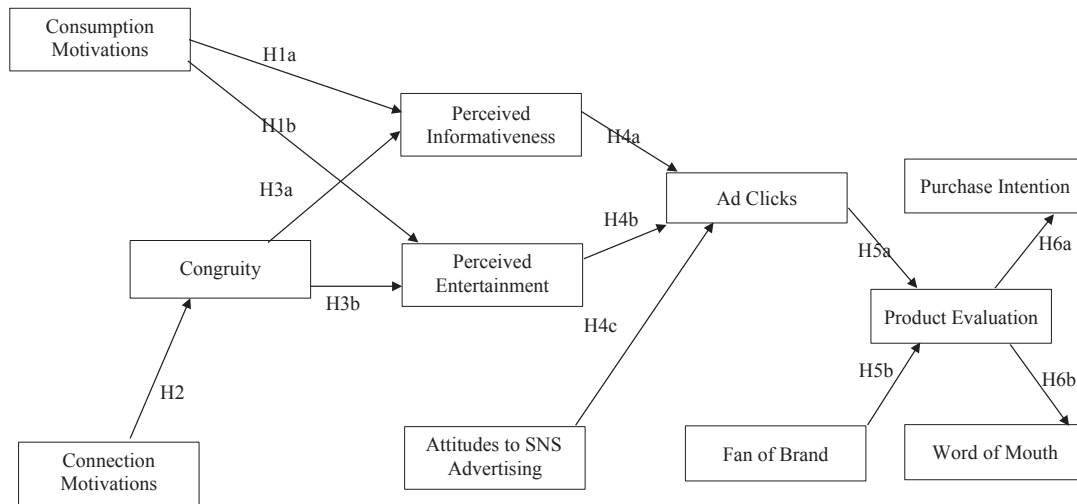 Consumption
Motivations
H1a
H1b
Perceived
Informativeness
H4a
H3a
Ad Clicks
Purchase Intention
H4b
Congruity
H3b
Perceived
Entertainment
H5a
H6a
H4c
Product Evaluation
H2
H5b
H6b
Connection
Motivations
Attitudes to SNS
Advertising
Fan of Brand
Word of Mouth